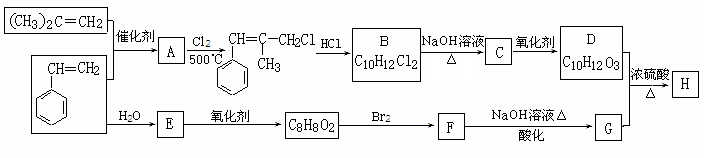 (CH3)2C=CH2
催化剂
A
Cl2
500℃
CH=C-CH2Cl
CH3
HCl
B
C10H12Cl2
NaOH溶液
△
C
氧化剂
D
C10H12O3
浓硫酸
△
H
CH=CH2
H2O
E
氧化剂
C8H8O2
Br2
F
NaOH溶液△
酸化
G